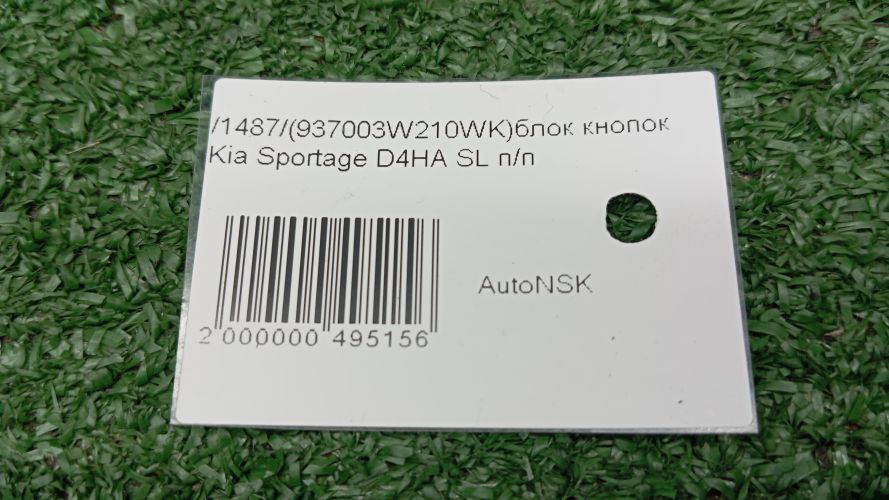 /1487/(937003W210WK)блок кнопок
Kia Sportage D4HA SL п/п
AutoNSK
2 000000 495156